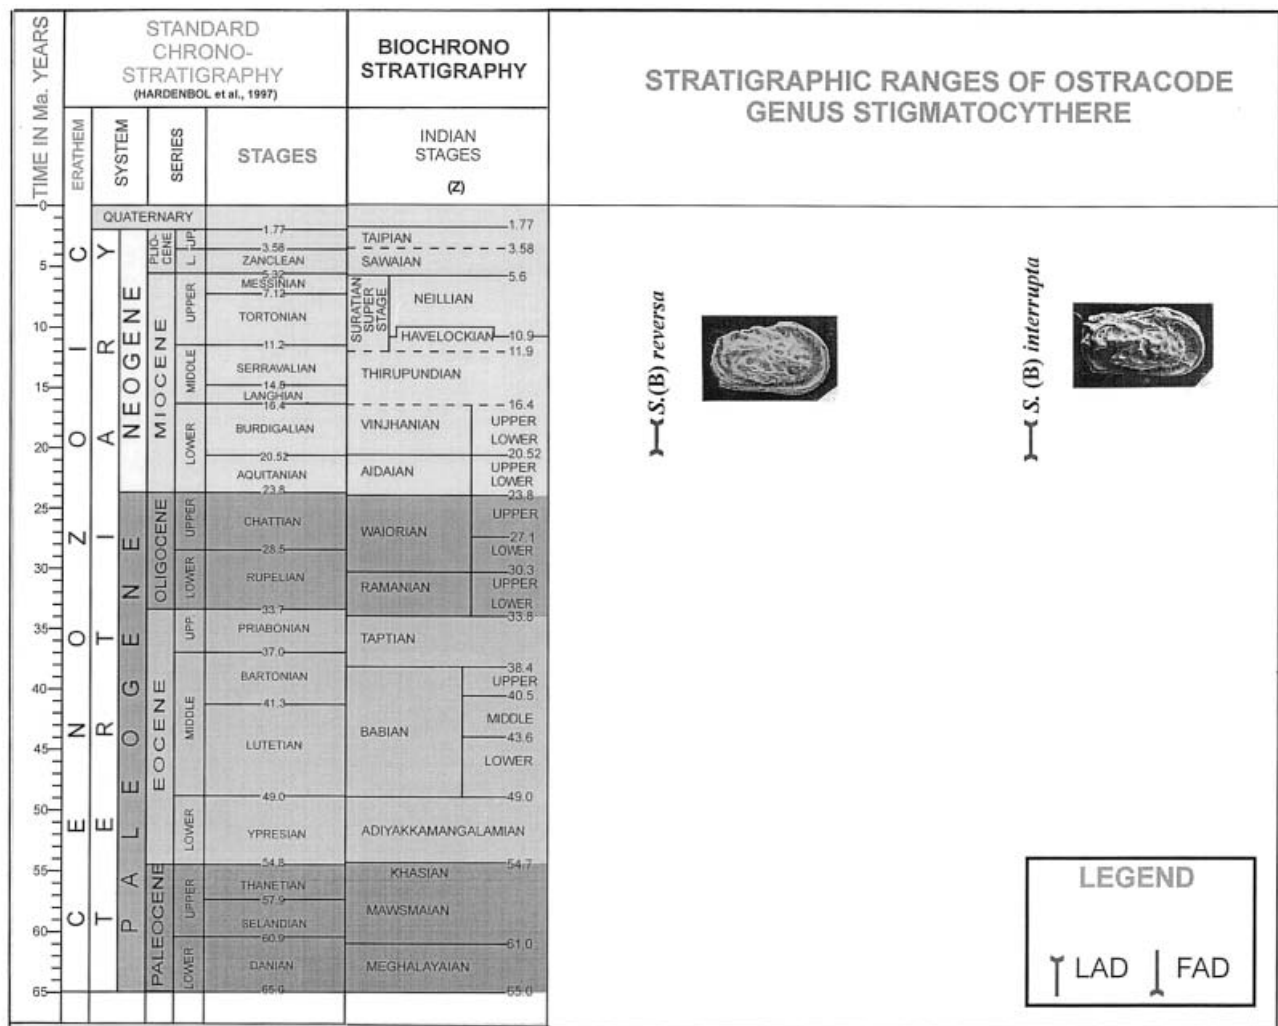 TIME IN Ma. YEARS
STANDARD
CHRONO-
STRATIGRAPHY
(HARDENBOL et al., 1997)
BIOCHRONO
STRATIGRAPHY
STRATIGRAPHIC RANGES OF OSTRACODE
GENUS STIGMATOCYTHERE
ERATHEM
SYSTEM
SERIES
STAGES
INDIAN
STAGES
(Z)
0
5
10
15
20
25
30
35
40
45
50
55
60
65
CENOZOIC
TERTIARY
QUATERNARY
NEOGENE
PALEOGENE
PLIO-
CENE
MIOCENE
OLIGOCENE
EOCENE
PALEOCENE
UP.
L.
UPPER
MIDDLE
LOWER
UPPER
LOWER
UPP.
MIDDLE
LOWER
UPPER
LOWER
1.77
3.58
ZANCLEAN
5.32
MESSINIAN
7.12
TORTONIAN
11.2
SERRAVALIAN
14.8
LANGHIAN
16.4
BURDIGALIAN
20.52
AQUITANIAN
23.8
CHATTIAN
28.5
RUPELIAN
33.7
PRIABONIAN
37.0
BARTONIAN
41.3
LUTETIAN
49.0
YPRESIAN
54.8
THANETIAN
57.9
SELANDIAN
60.9
DANIAN
65.0
1.77
TAIPIAN
3.58
SAWAIAN
5.6
SURATIAN
SUPER
STAGE
NEILLIAN
HAVELOCKIAN
10.9
11.9
THIRUPUNDIAN
16.4
VINJHANIAN
UPPER
LOWER
20.52
AIDAIAN
UPPER
LOWER
23.8
WAIORIAN
UPPER
27.1
LOWER
30.3
RAMANIAN
UPPER
LOWER
33.8
TAPTIAN
38.4
BABIAN
UPPER
40.5
MIDDLE
43.6
LOWER
49.0
ADIYAKKAMANGALAMIAN
54.7
KHASIAN
MAWSMAIAN
61.0
MEGHALAYAIAN
65.0
S.(B) reversa
S. (B) interrupta
LEGEND
LAD
FAD